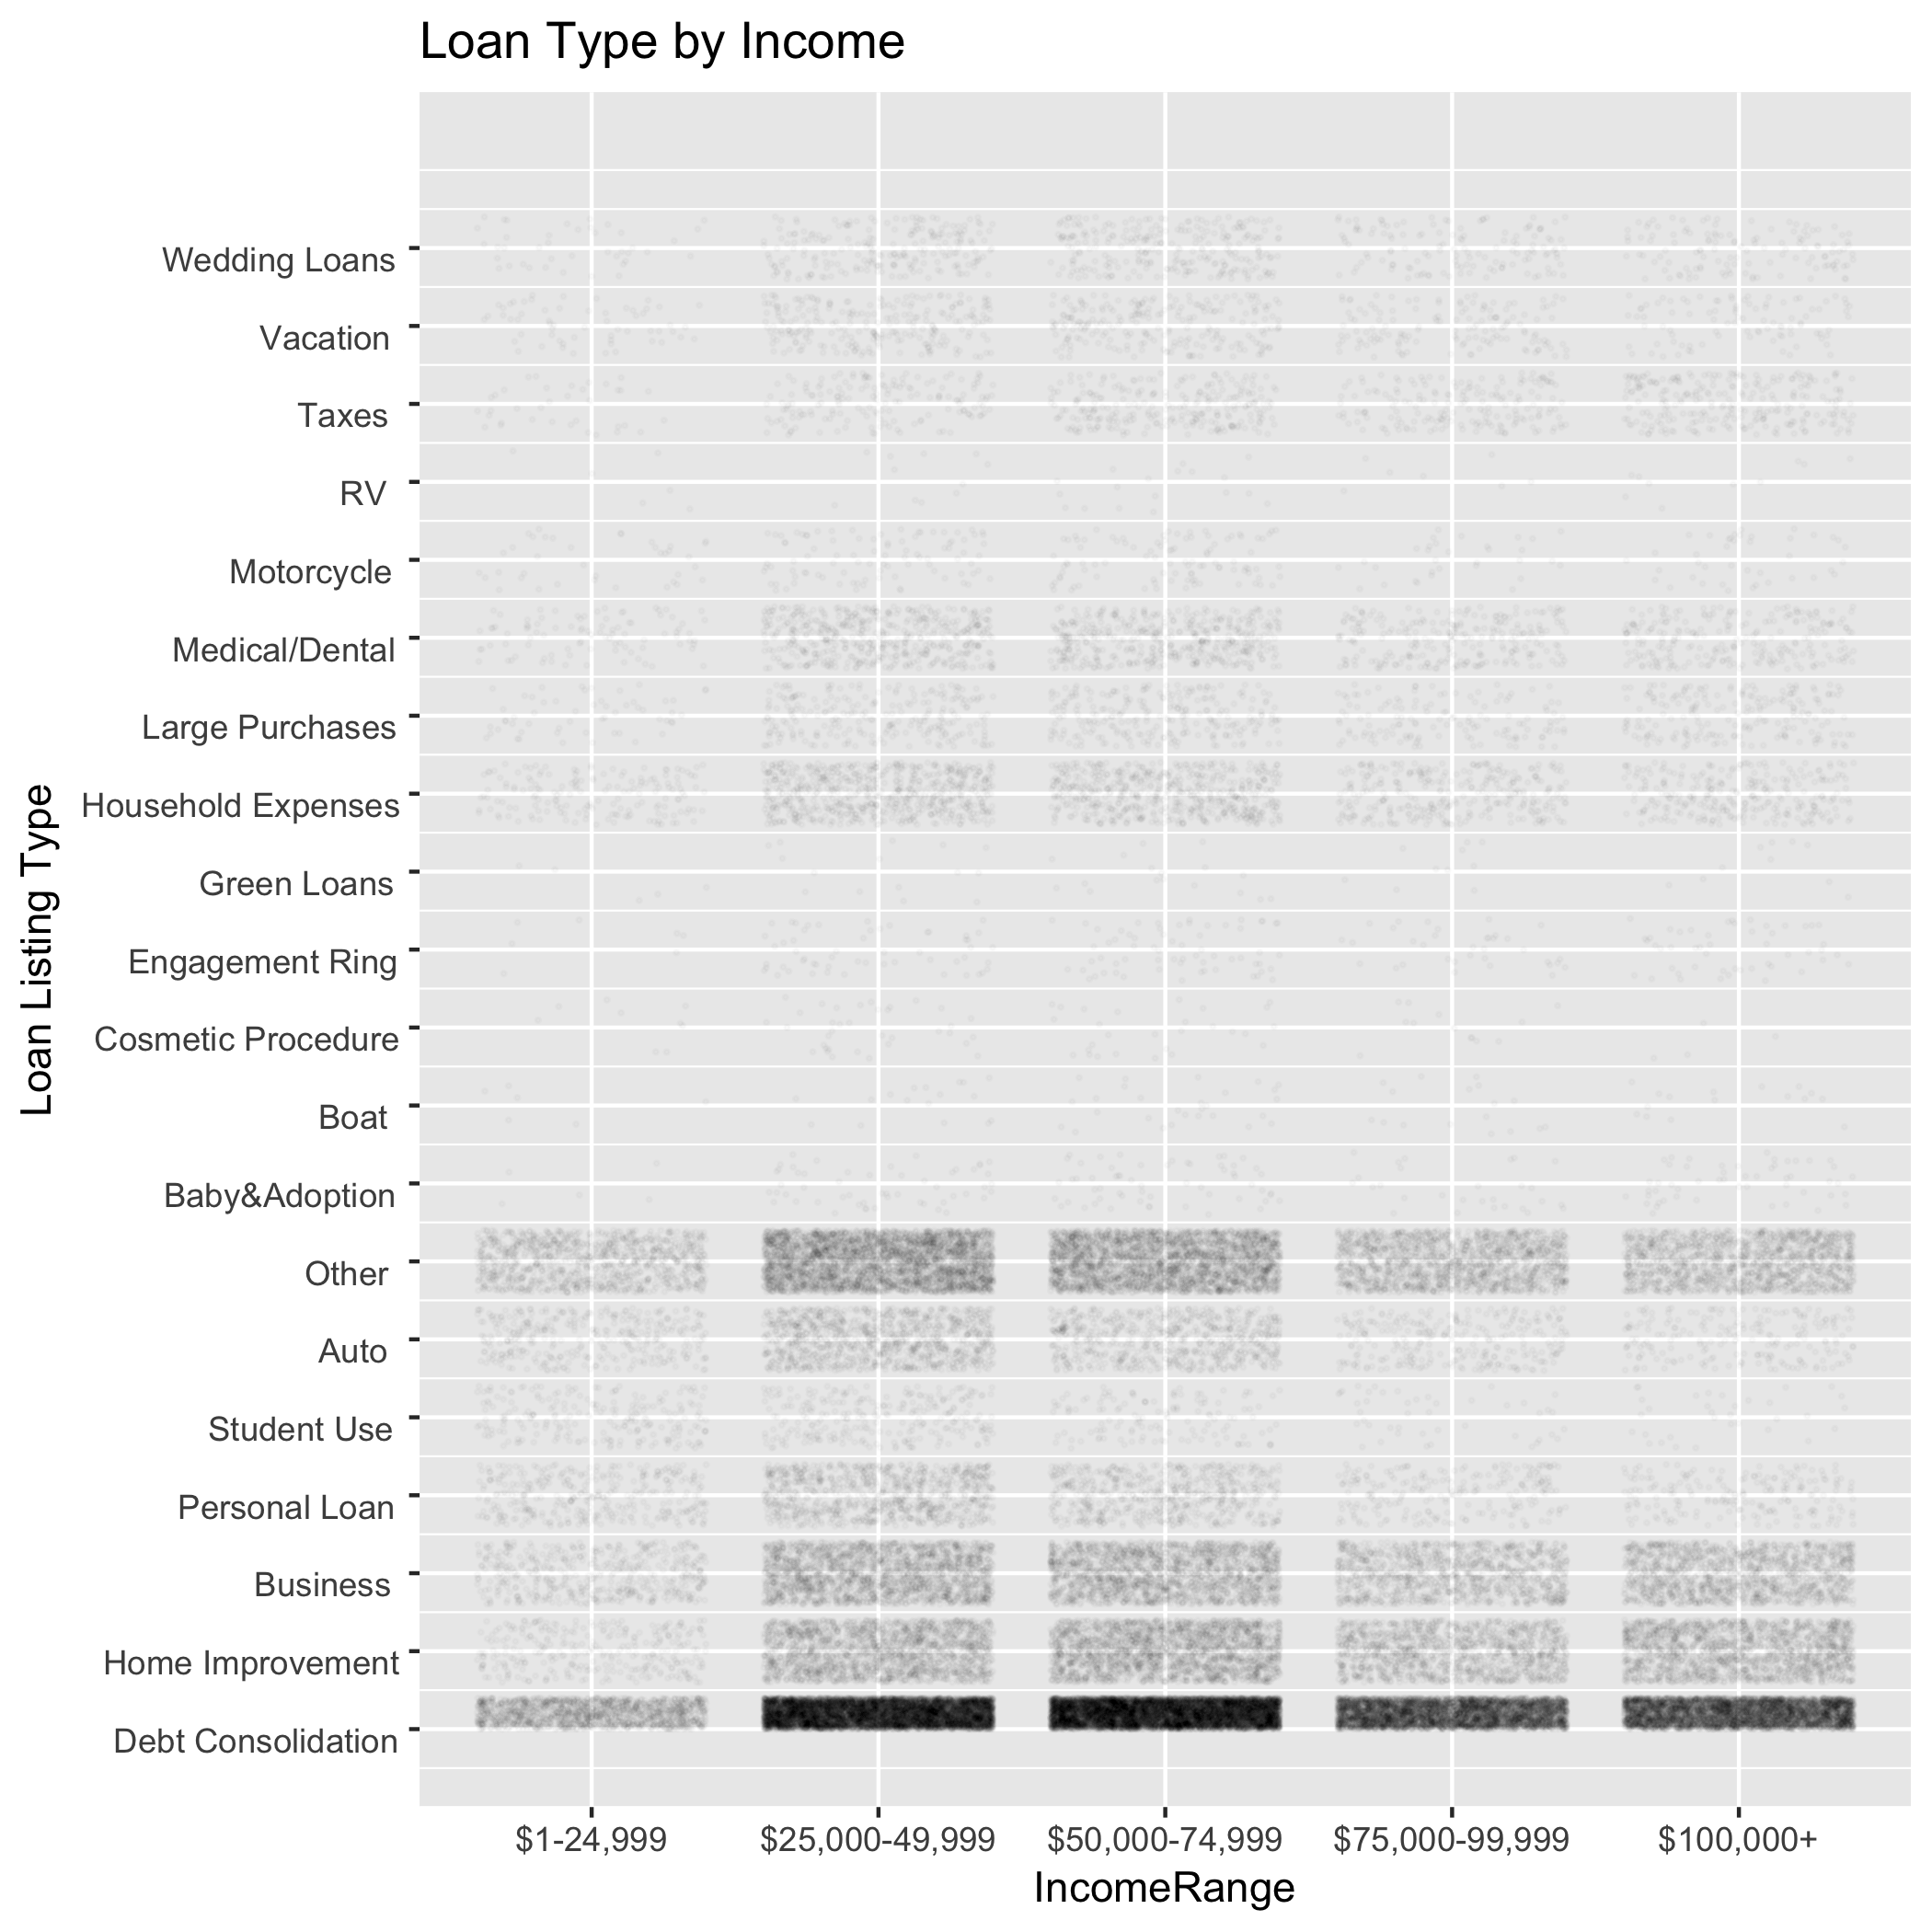 Loan Type by Income
Loan Listing Type
Wedding Loans
Vacation
Taxes
RV
Motorcycle
Medical/Dental
Large Purchases
Household Expenses
Green Loans
Engagement Ring
Cosmetic Procedure
Boat
Baby&Adoption
Other
Auto
Student Use
Personal Loan
Business
Home Improvement
Debt Consolidation
$1-24,999 $25,000-49,999 $50,000-74,999 $75,000-99,999 $100,000+
IncomeRange